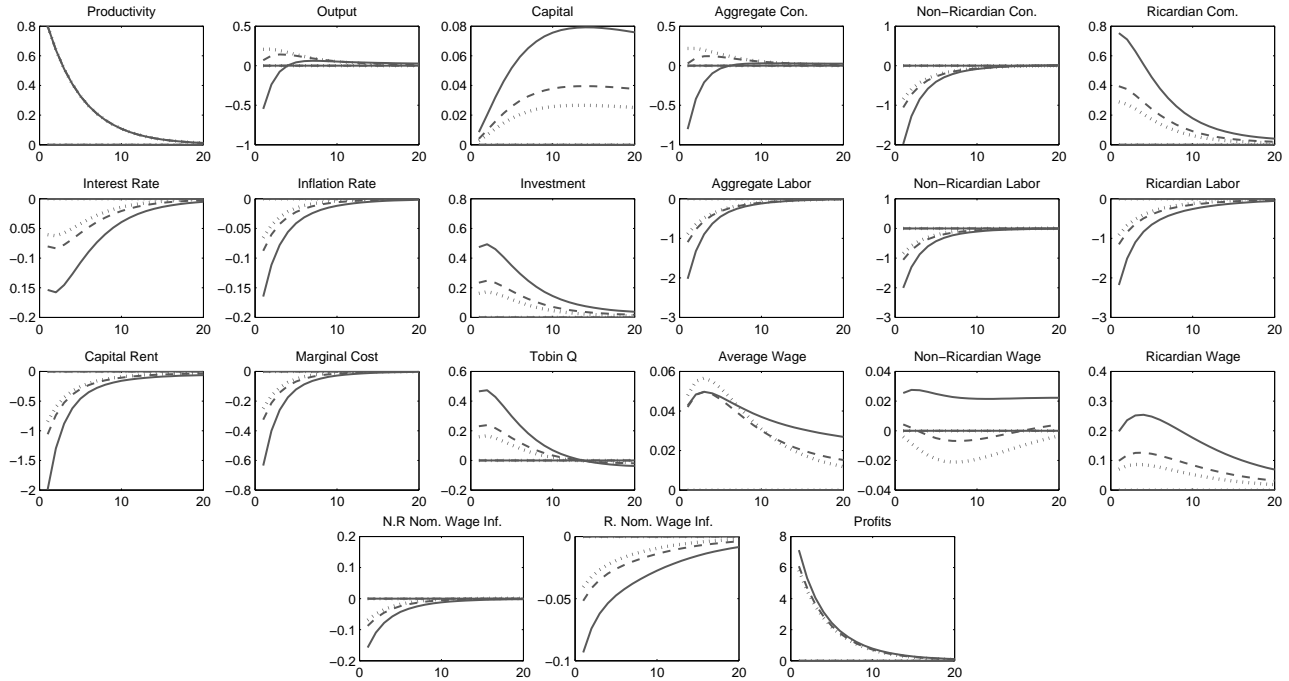 Productivity
0.8
0.6
0.4
0.2
0
0 10 20
Output
0.5
0
−0.5
−1
0 10 20
Capital
0.08
0.06
0.04
0.02
0
0 10 20
Aggregate Con.
0.5
0
−0.5
−1
0 10 20
Non−Ricardian Con.
1
0
−1
−2
0 10 20
Ricardian Com.
0.8
0.6
0.4
0.2
0
0 10 20
Interest Rate
0
−0.05
−0.1
−0.15
−0.2
0 10 20
Inflation Rate
0
−0.05
−0.1
−0.15
−0.2
0 10 20
Investment
0.8
0.6
0.4
0.2
0
0 10 20
Aggregate Labor
0
−1
−2
−3
0 10 20
Non−Ricardian Labor
1
0
−1
−2
−3
0 10 20
Ricardian Labor
0
−1
−2
−3
0 10 20
Capital Rent
0
−0.5
−1
−1.5
−2
0 10 20
Marginal Cost
0
−0.2
−0.4
−0.6
−0.8
0 10 20
Tobin Q
0.6
0.4
0.2
0
−0.2
0 10 20
Average Wage
0.06
0.04
0.02
0
0 10 20
Non−Ricardian Wage
0.04
0.02
0
−0.02
−0.04
0 10 20
Ricardian Wage
0.4
0.3
0.2
0.1
0
0 10 20
N.R Nom. Wage Inf.
0.2
0.1
0
−0.1
−0.2
0 10 20
R. Nom. Wage Inf.
0
−0.05
−0.1
0 10 20
Profits
8
6
4
2
0
0 10 20